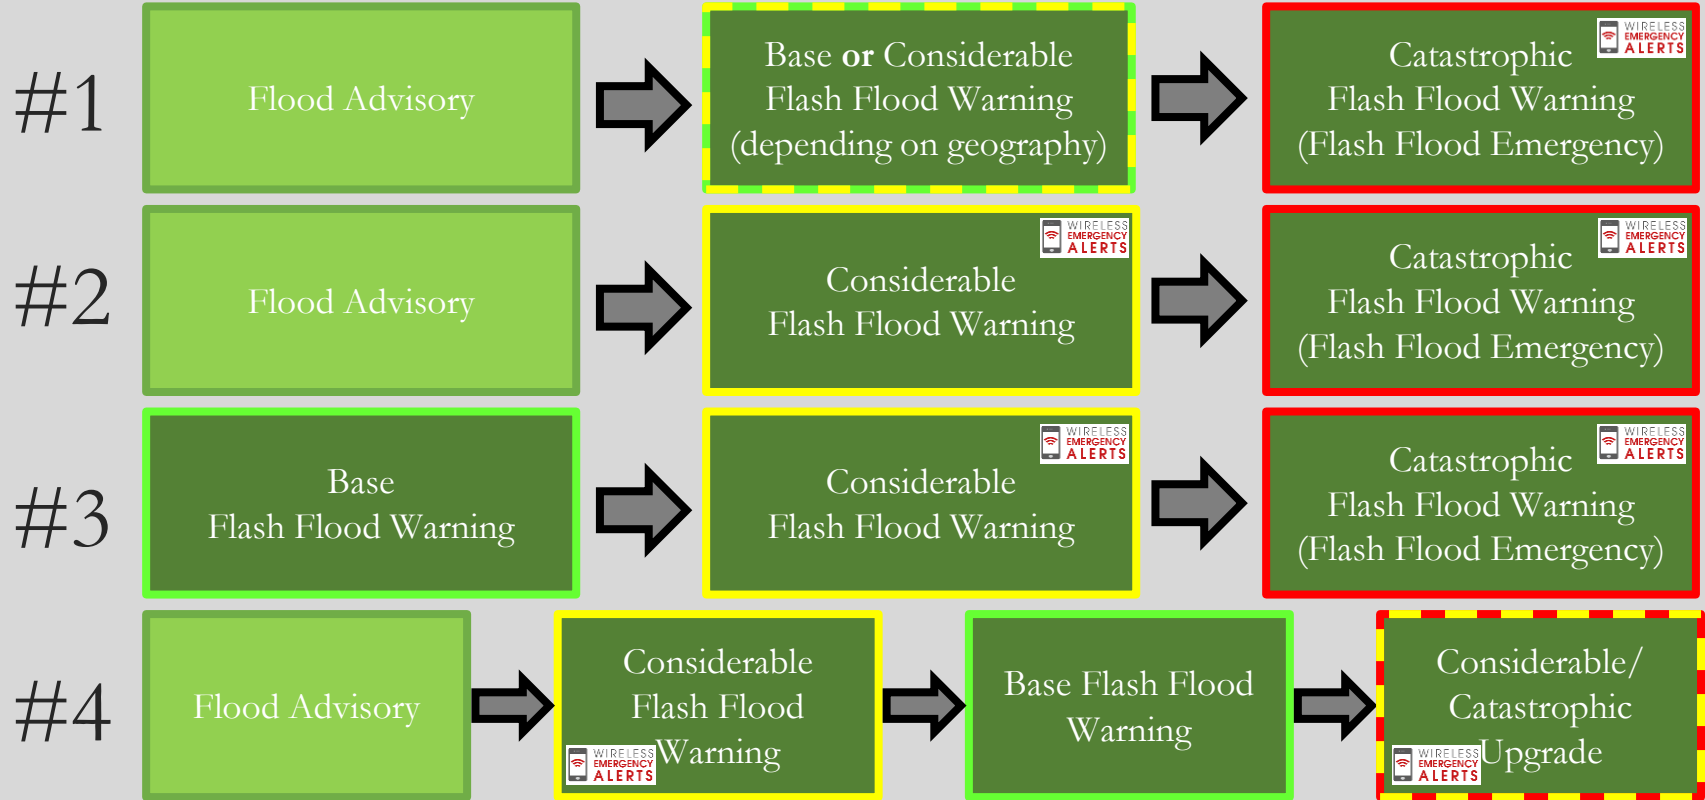 #1
Flood Advisory
Base or Considerable
Flash Flood Warning
(depending on geography)
WIRELESS
EMERGENCY
ALERTS
Catastrophic
Flash Flood Warning
(Flash Flood Emergency)
#2
Flood Advisory
WIRELESS
EMERGENCY
ALERTS
Considerable
Flash Flood Warning
WIRELESS
EMERGENCY
ALERTS
Catastrophic
Flash Flood Warning
(Flash Flood Emergency)
#3
Base
Flash Flood Warning
WIRELESS
EMERGENCY
ALERTS
Considerable
Flash Flood Warning
WIRELESS
EMERGENCY
ALERTS
Catastrophic
Flash Flood Warning
(Flash Flood Emergency)
#4
Flood Advisory
Considerable
Flash Flood
Warning
WIRELESS
EMERGENCY
ALERTS
Base Flash Flood
Warning
Considerable/
Catastrophic
Upgrade
WIRELESS
EMERGENCY
ALERTS